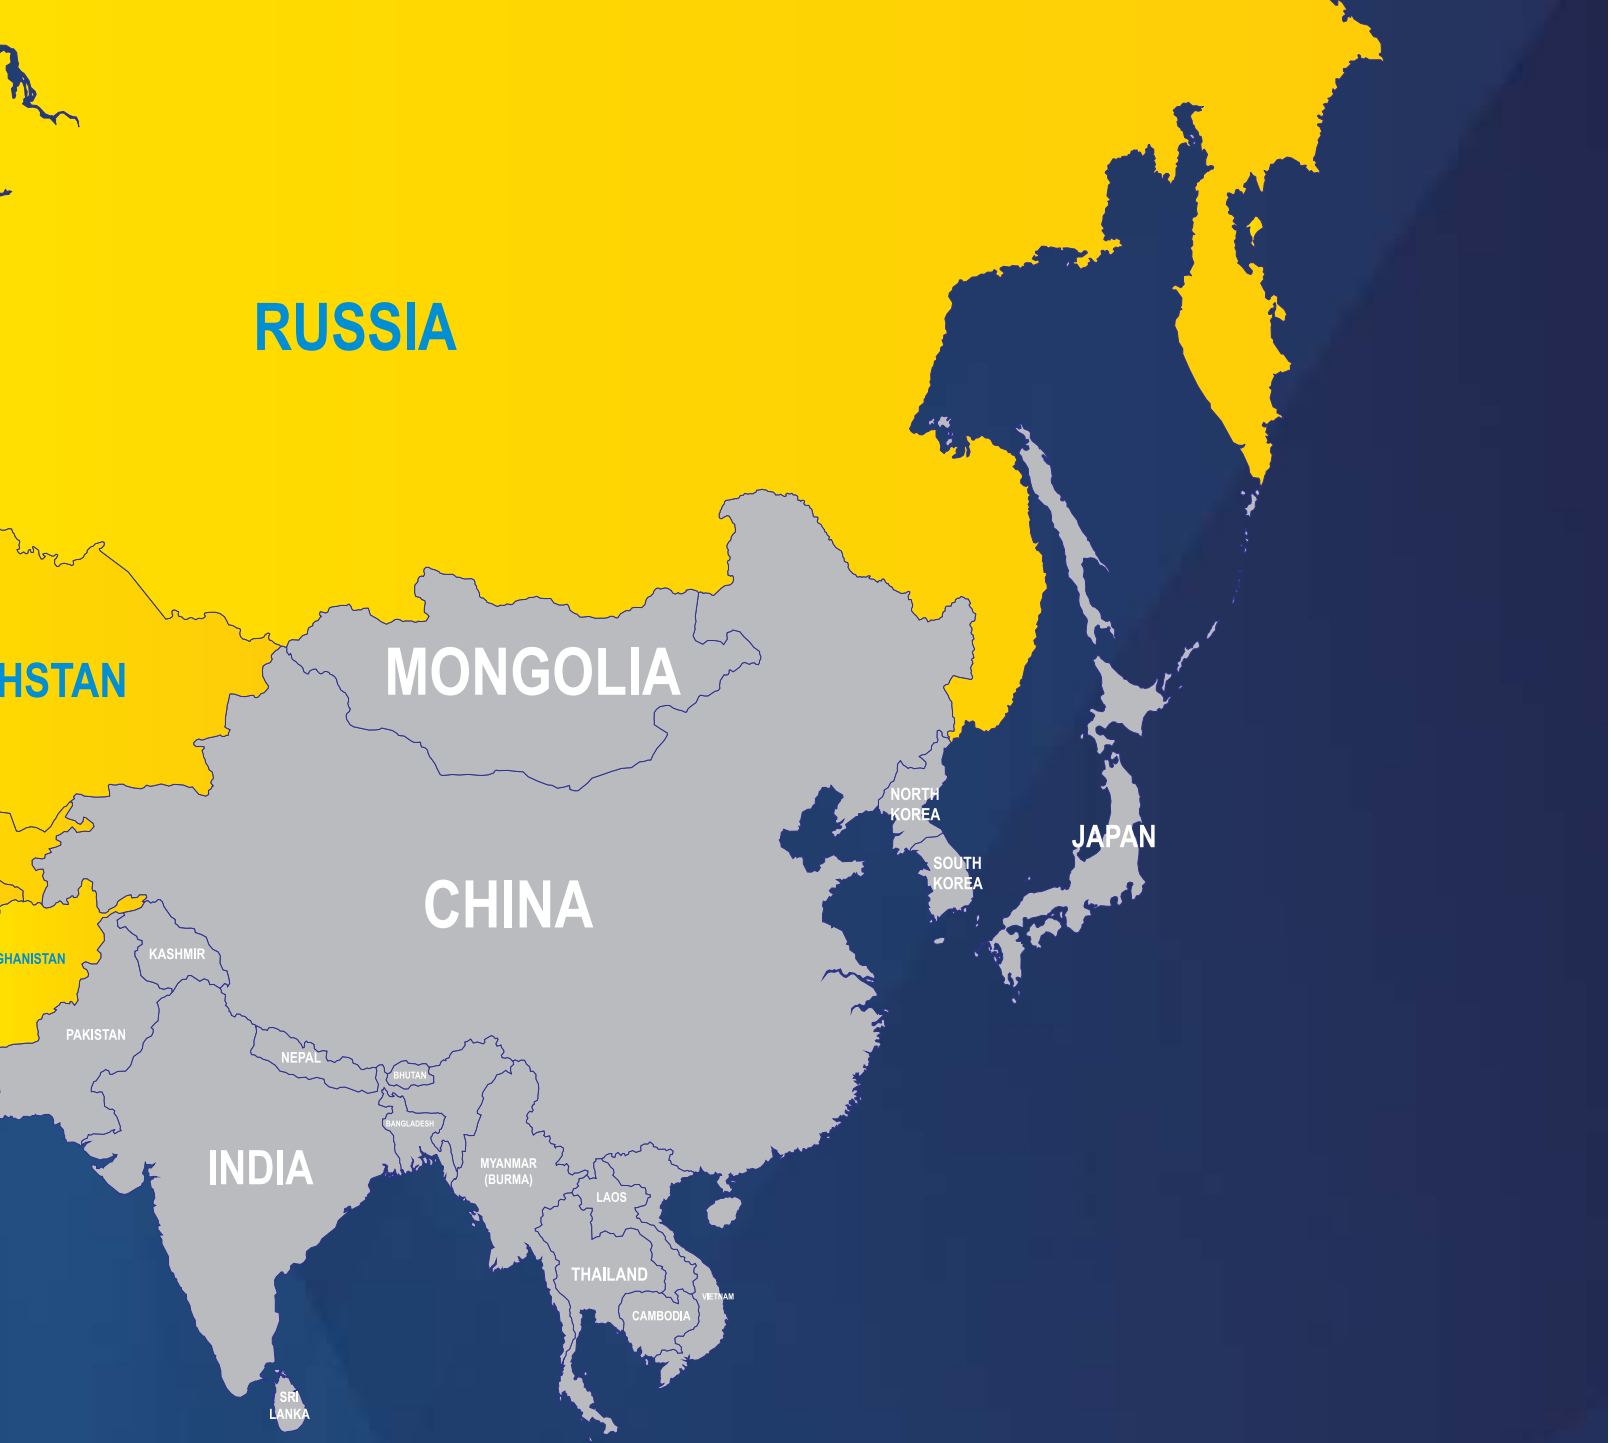 RUSSIA
HSTAN
MONGOLIA
NORTH
KOREA
JAPAN
SOUTH
KOREA
CHINA
GHANISTAN
KASHMIR
PAKISTAN
NEPAL
BHUTAN
BANGLADESH
INDIA
MYANMAR
(BURMA)
LAOS
THAILAND
VIETNAM
CAMBODIA
SRI
LANKA